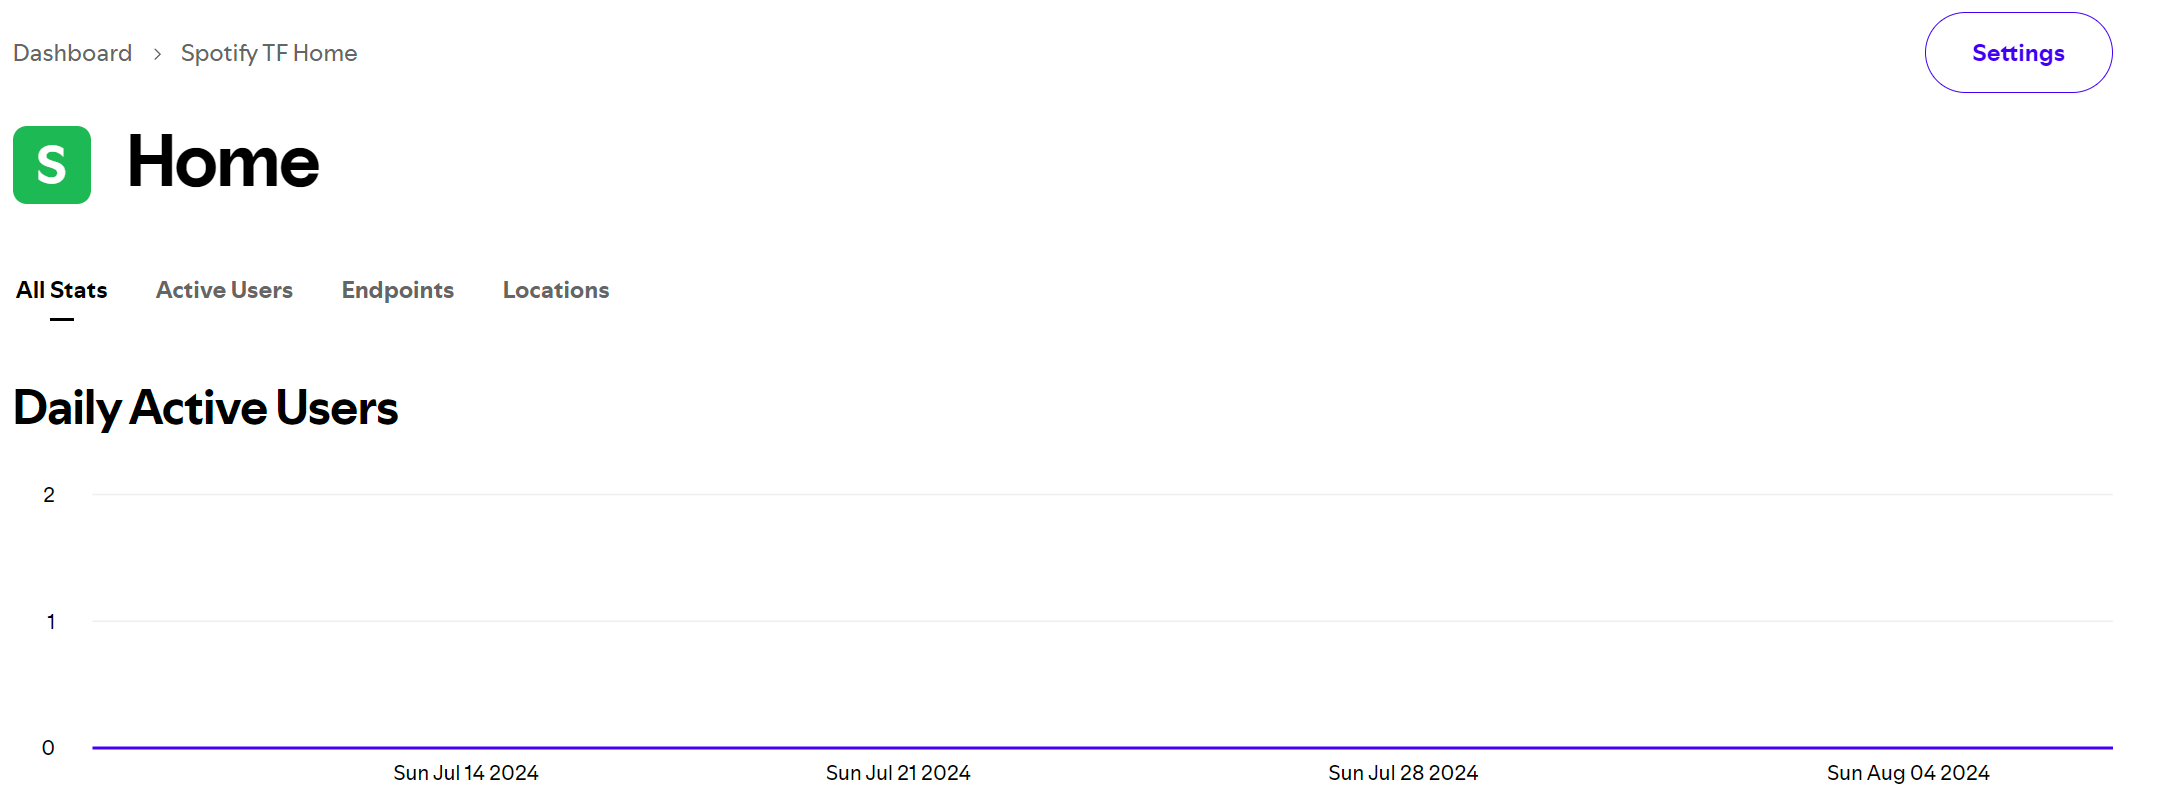 Dashboard > Spotify TF Home
Settings
S Home
All Stats Active Users Endpoints Locations
Daily Active Users
2
1
0
Sun Jul 14 2024 Sun Jul 21 2024 Sun Jul 28 2024 Sun Aug 04 2024